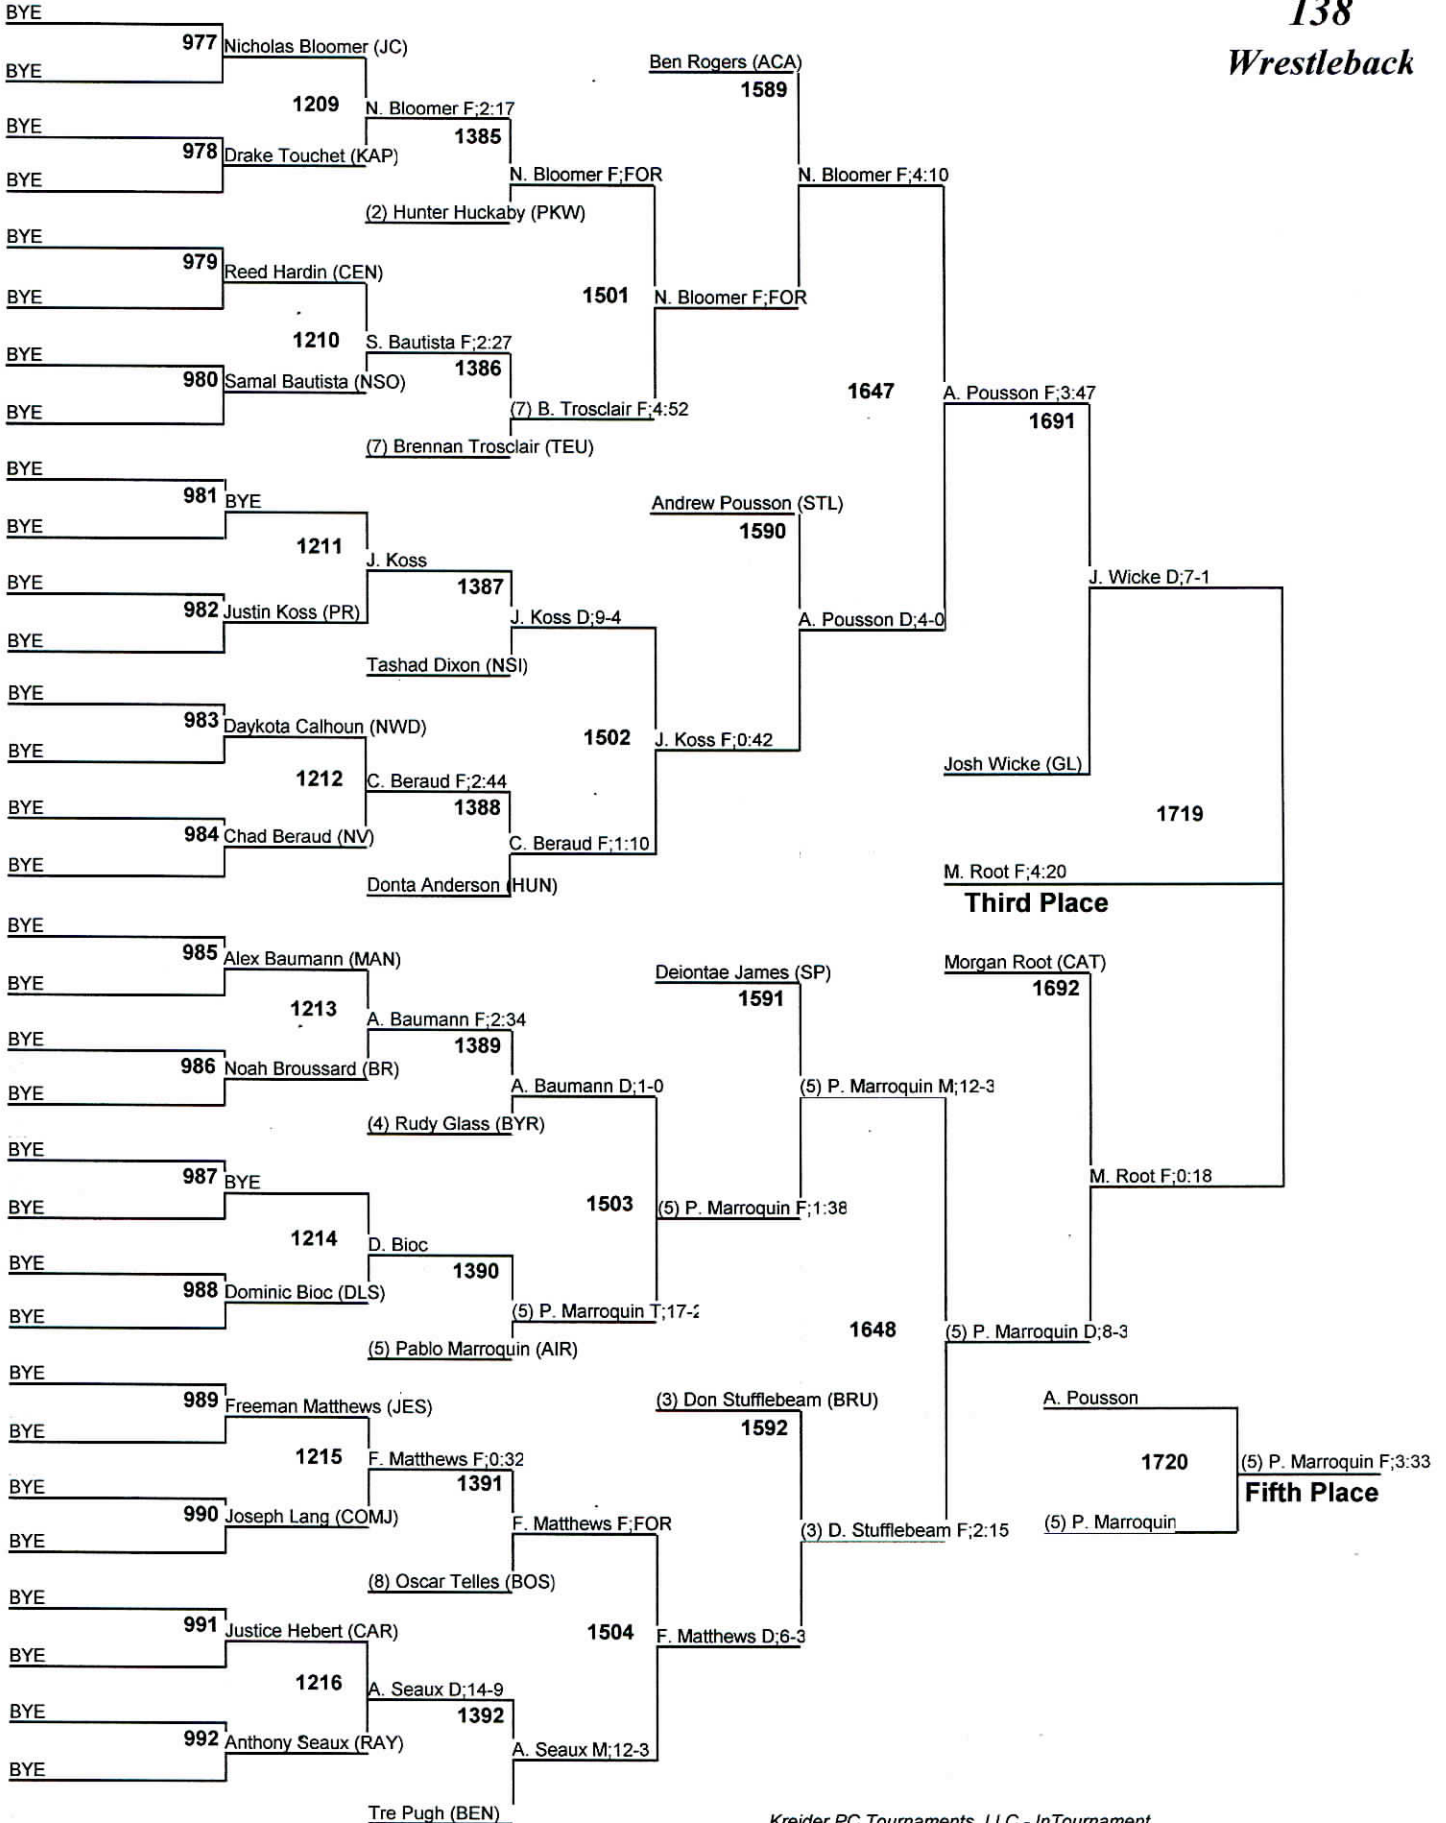 138
Wrestleback
BYE
977 Nicholas Bloomer (JC)
BYE
1209 N. Bloomer F;2:17
BYE
1385
978 Drake Touchet (KAP)
BYE
N. Bloomer F;FOR
(2) Hunter Huckaby (PKW)
BYE
979 Reed Hardin (CEN)
BYE
1501 N. Bloomer F;FOR
1210 S. Bautista F;2:27
BYE
1386
980 Samal Bautista (NSO)
BYE
(7) B. Trosclair F;4:52
(7) Brennan Trosclair (TEU)
Ben Rogers (ACA)
1589
N. Bloomer F;4:10
1647 A. Pousson F;3:47
1691
BYE
981 BYE
BYE
1211 J. Koss
BYE
1387
982 Justin Koss (PR)
BYE
J. Koss D;9-4
Tashad Dixon (NSI)
Andrew Pousson (STL)
1590
A. Pousson D;4-0
J. Wicke D;7-1
BYE
983 Daykota Calhoun (NWD)
BYE
1502 J. Koss F;0:42
1212 C. Beraud F;2:44
BYE
1388
984 Chad Beraud (NV)
BYE
C. Beraud F;1:10
Donta Anderson (HUN)
Josh Wicke (GL)
1719
M. Root F;4:20
Third Place
BYE
985 Alex Baumann (MAN)
BYE
1213 A. Baumann F;2:34
BYE
1389
986 Noah Broussard (BR)
BYE
A. Baumann D;1-0
(4) Rudy Glass (BYR)
Deiontae James (SP)
1591
(5) P. Marroquin M;12-3
Morgan Root (CAT)
1692
M. Root F;0:18
BYE
987 BYE
BYE
1503 (5) P. Marroquin F;1:38
1214 D. Bioc
BYE
1390
988 Dominic Bioc (DLS)
BYE
(5) P. Marroquin T;17-2
(5) Pablo Marroquin (AIR)
1648 (5) P. Marroquin D;8-3
BYE
989 Freeman Matthews (JES)
BYE
1215 F. Matthews F;0:32
BYE
1391
990 Joseph Lang (COMJ)
BYE
F. Matthews F;FOR
(8) Oscar Telles (BOS)
(3) Don Stufflebeam (BRU)
1592
(3) D. Stufflebeam F;2:15
A. Pousson
1720 (5) P. Marroquin F;3:33
Fifth Place
(5) P. Marroquin
BYE
991 Justice Hebert (CAR)
BYE
1504 F. Matthews D;6-3
1216 A. Seaux D;14-9
BYE
1392
992 Anthony Seaux (RAY)
BYE
A. Seaux M;12-3
Tre Pugh (BEN)
Kreider PC Tournaments, LLC - InTournament